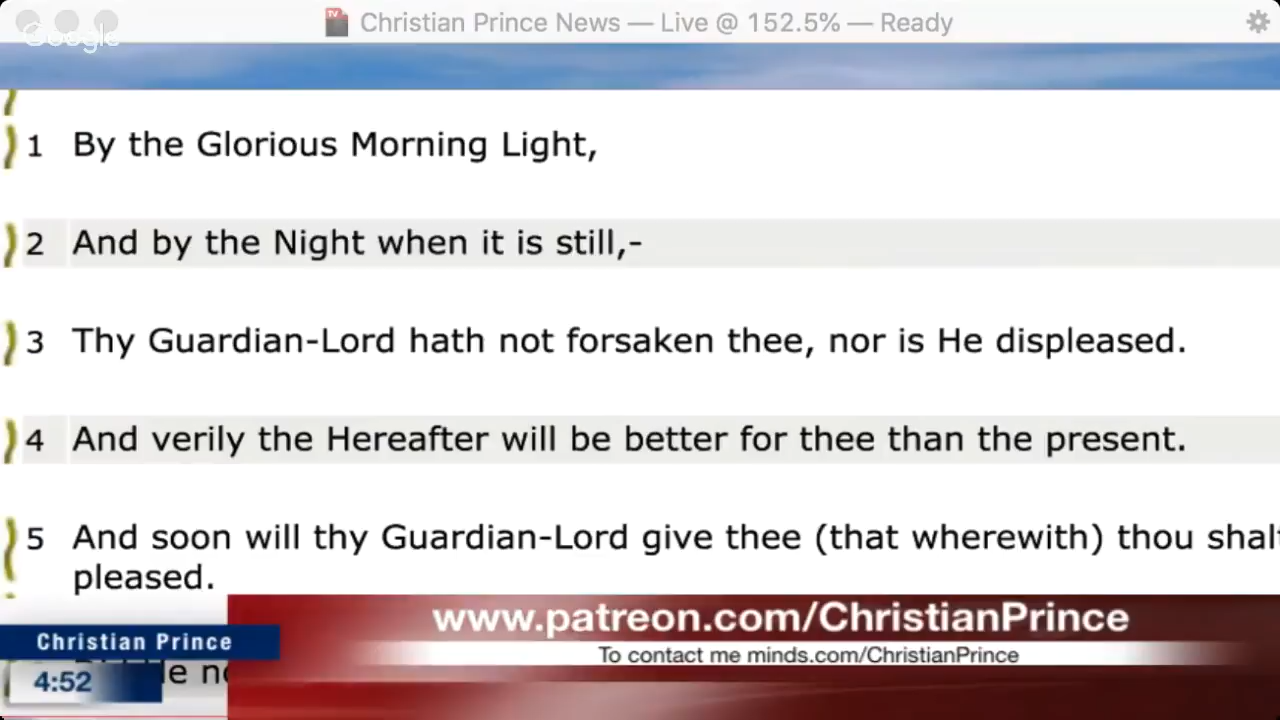 Christian Prince News — Live @ 152.5% — Ready
Google
1 By the Glorious Morning Light,
2 And by the Night when it is still,-
3 Thy Guardian-Lord hath not forsaken thee, nor is He displeased.
4 And verily the Hereafter will be better for thee than the present.
5 And soon will thy Guardian-Lord give thee (that wherewith) thou
pleased.
www.patreon.com/ChristianPrince
Christian Prince
To contact me minds.com/ChristianPrince
4:52